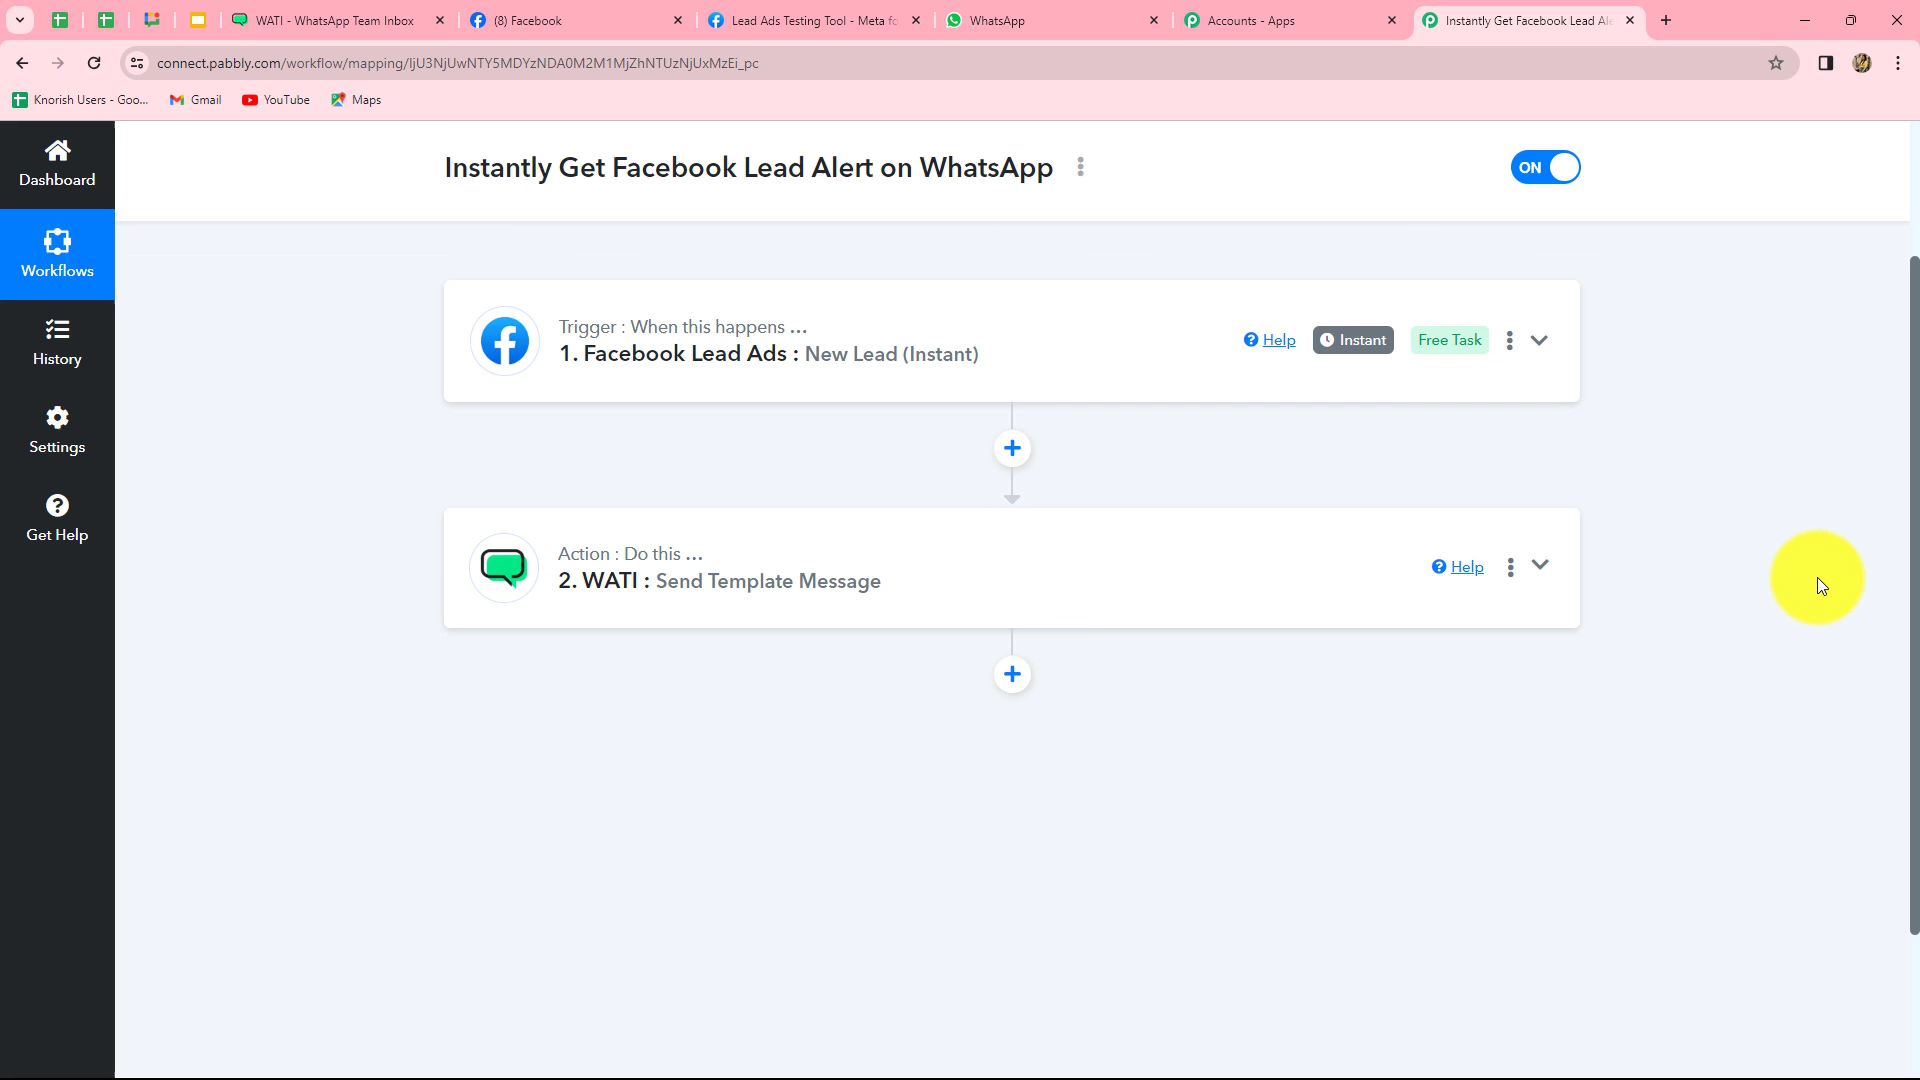 WATI - WhatsApp Team Inbox
(8) Facebook
Lead Ads Testing Tool - Meta fo
WhatsApp
Accounts - Apps
Instantly Get Facebook Lead Ale
connect.pabbly.com/workflow/mapping/IjU3NjUwNTY5MDYzNDA0M2M1MjZhNTUzNjUxMzEi_pc
Knorish Users - Goo...
Gmail
YouTube
Maps
Dashboard
Workflows
History
Settings
Get Help
Instantly Get Facebook Lead Alert on WhatsApp
ON
Trigger : When this happens ...
1. Facebook Lead Ads : New Lead (Instant)
Help
Instant
Free Task
Action : Do this ...
2. WATI : Send Template Message
Help